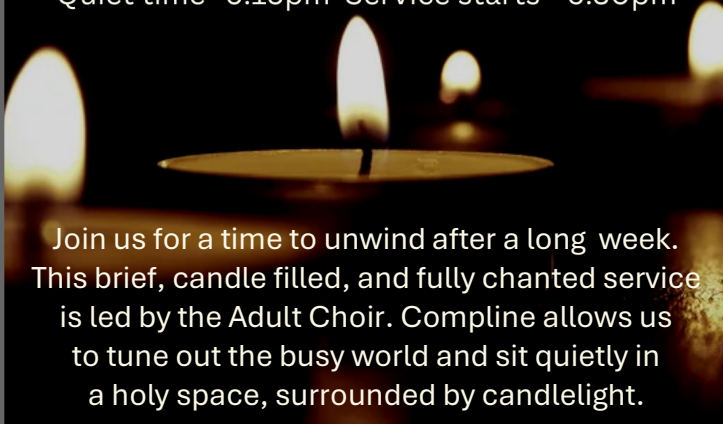 Quiet time  Service starts
Join us for a time to unwind after a long  week.
This brief, candle filled, and fully chanted service
is led by the Adult Choir. Compline allows us
to tune out the busy world and sit quietly in
a holy space, surrounded by candlelight.